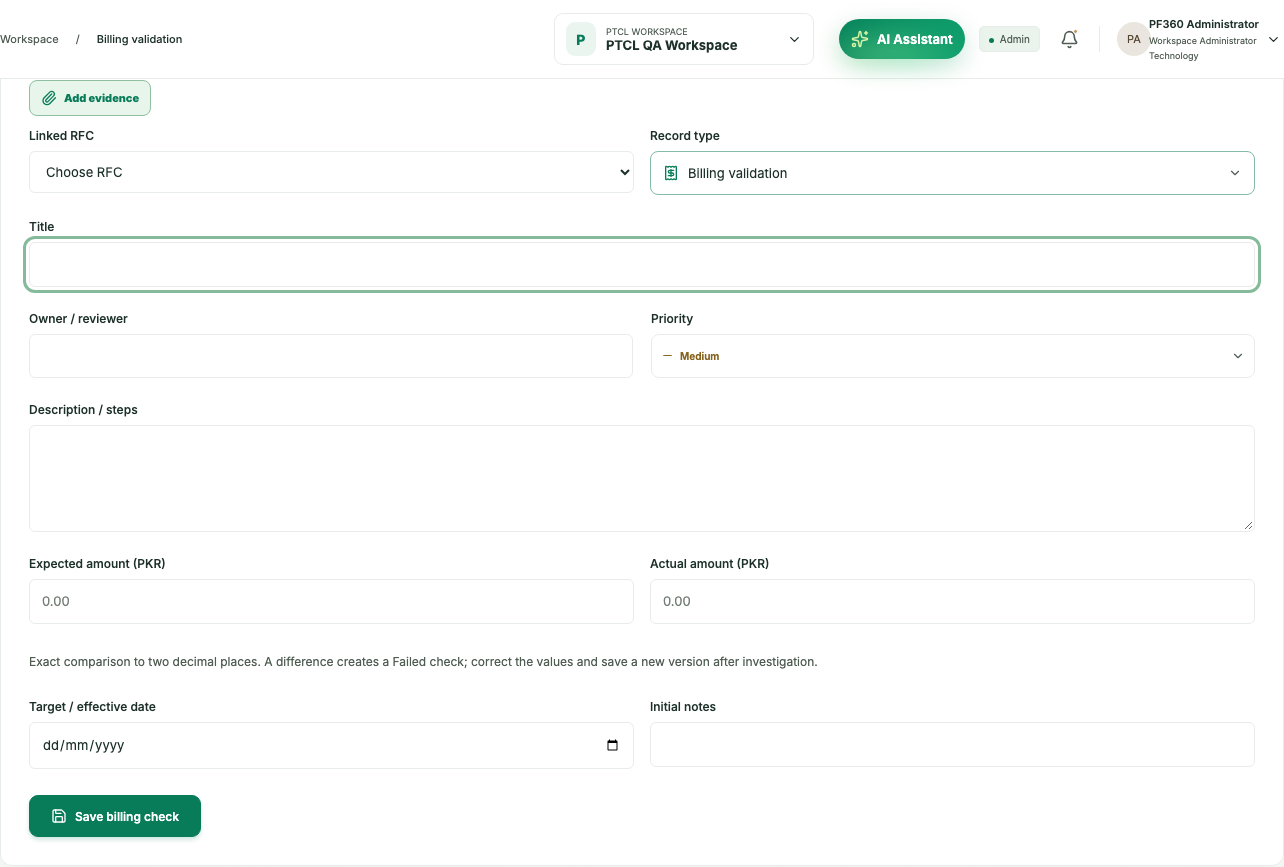 Workspace / Billing validation
P
PTCL WORKSPACE
PTCL QA Workspace
AI Assistant
Admin
PA
PF360 Administrator
Workspace Administrator
Technology
Add evidence
Linked RFC
Record type
Choose RFC
Billing validation
Title
Owner / reviewer
Priority
Medium
Description / steps
Expected amount (PKR)
Actual amount (PKR)
0.00
0.00
Exact comparison to two decimal places. A difference creates a Failed check; correct the values and save a new version after investigation.
Target / effective date
Initial notes
dd/mm/yyyy
Save billing check